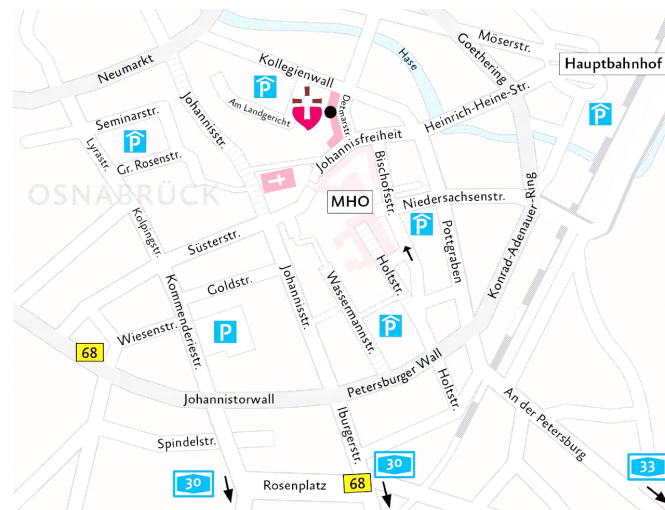 Möserstr.
Goethering
Hauptbahnhof
Neumarkt
Kollegienwall
Hase
P
P
Am Landgericht
Detmarstr.
Heinrich-Heine-Str.
Seminarstr.
Johannisstr.
P
Lyrastr.
Gr. Rosenstr.
Johannisfreiheit
Bischofsstr.
OSNABRÜCK
MHO
Niedersachsenstr.
P
Kolpingstr.
Süsterstr.
Pottgraben
Konrad-Adenauer-Ring
Kommenderiestr.
Goldstr.
Johannisstr.
Wassermannstr.
Holtstr.
Wiesenstr.
P
P
68
Petersburger Wall
Johannistorwall
Holtstr.
An der Petersburg
Iburgerstr.
Spindelstr.
30
Rosenplatz
68
30
33